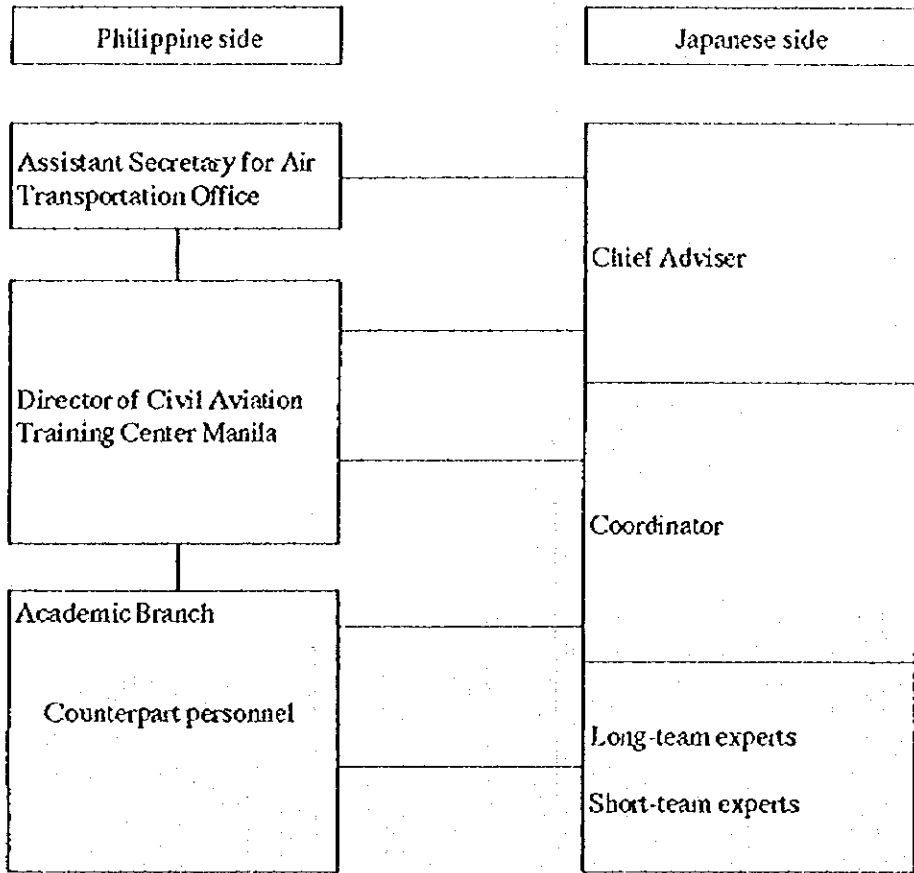 Philippine side
Japanese side
Assistant Secretary for Air
Transportation Office
Chief Adviser
Director of Civil Aviation
Training Center Manila
Coordinator
Academic Branch
Counterpart personnel
Long-team experts
Short-team experts